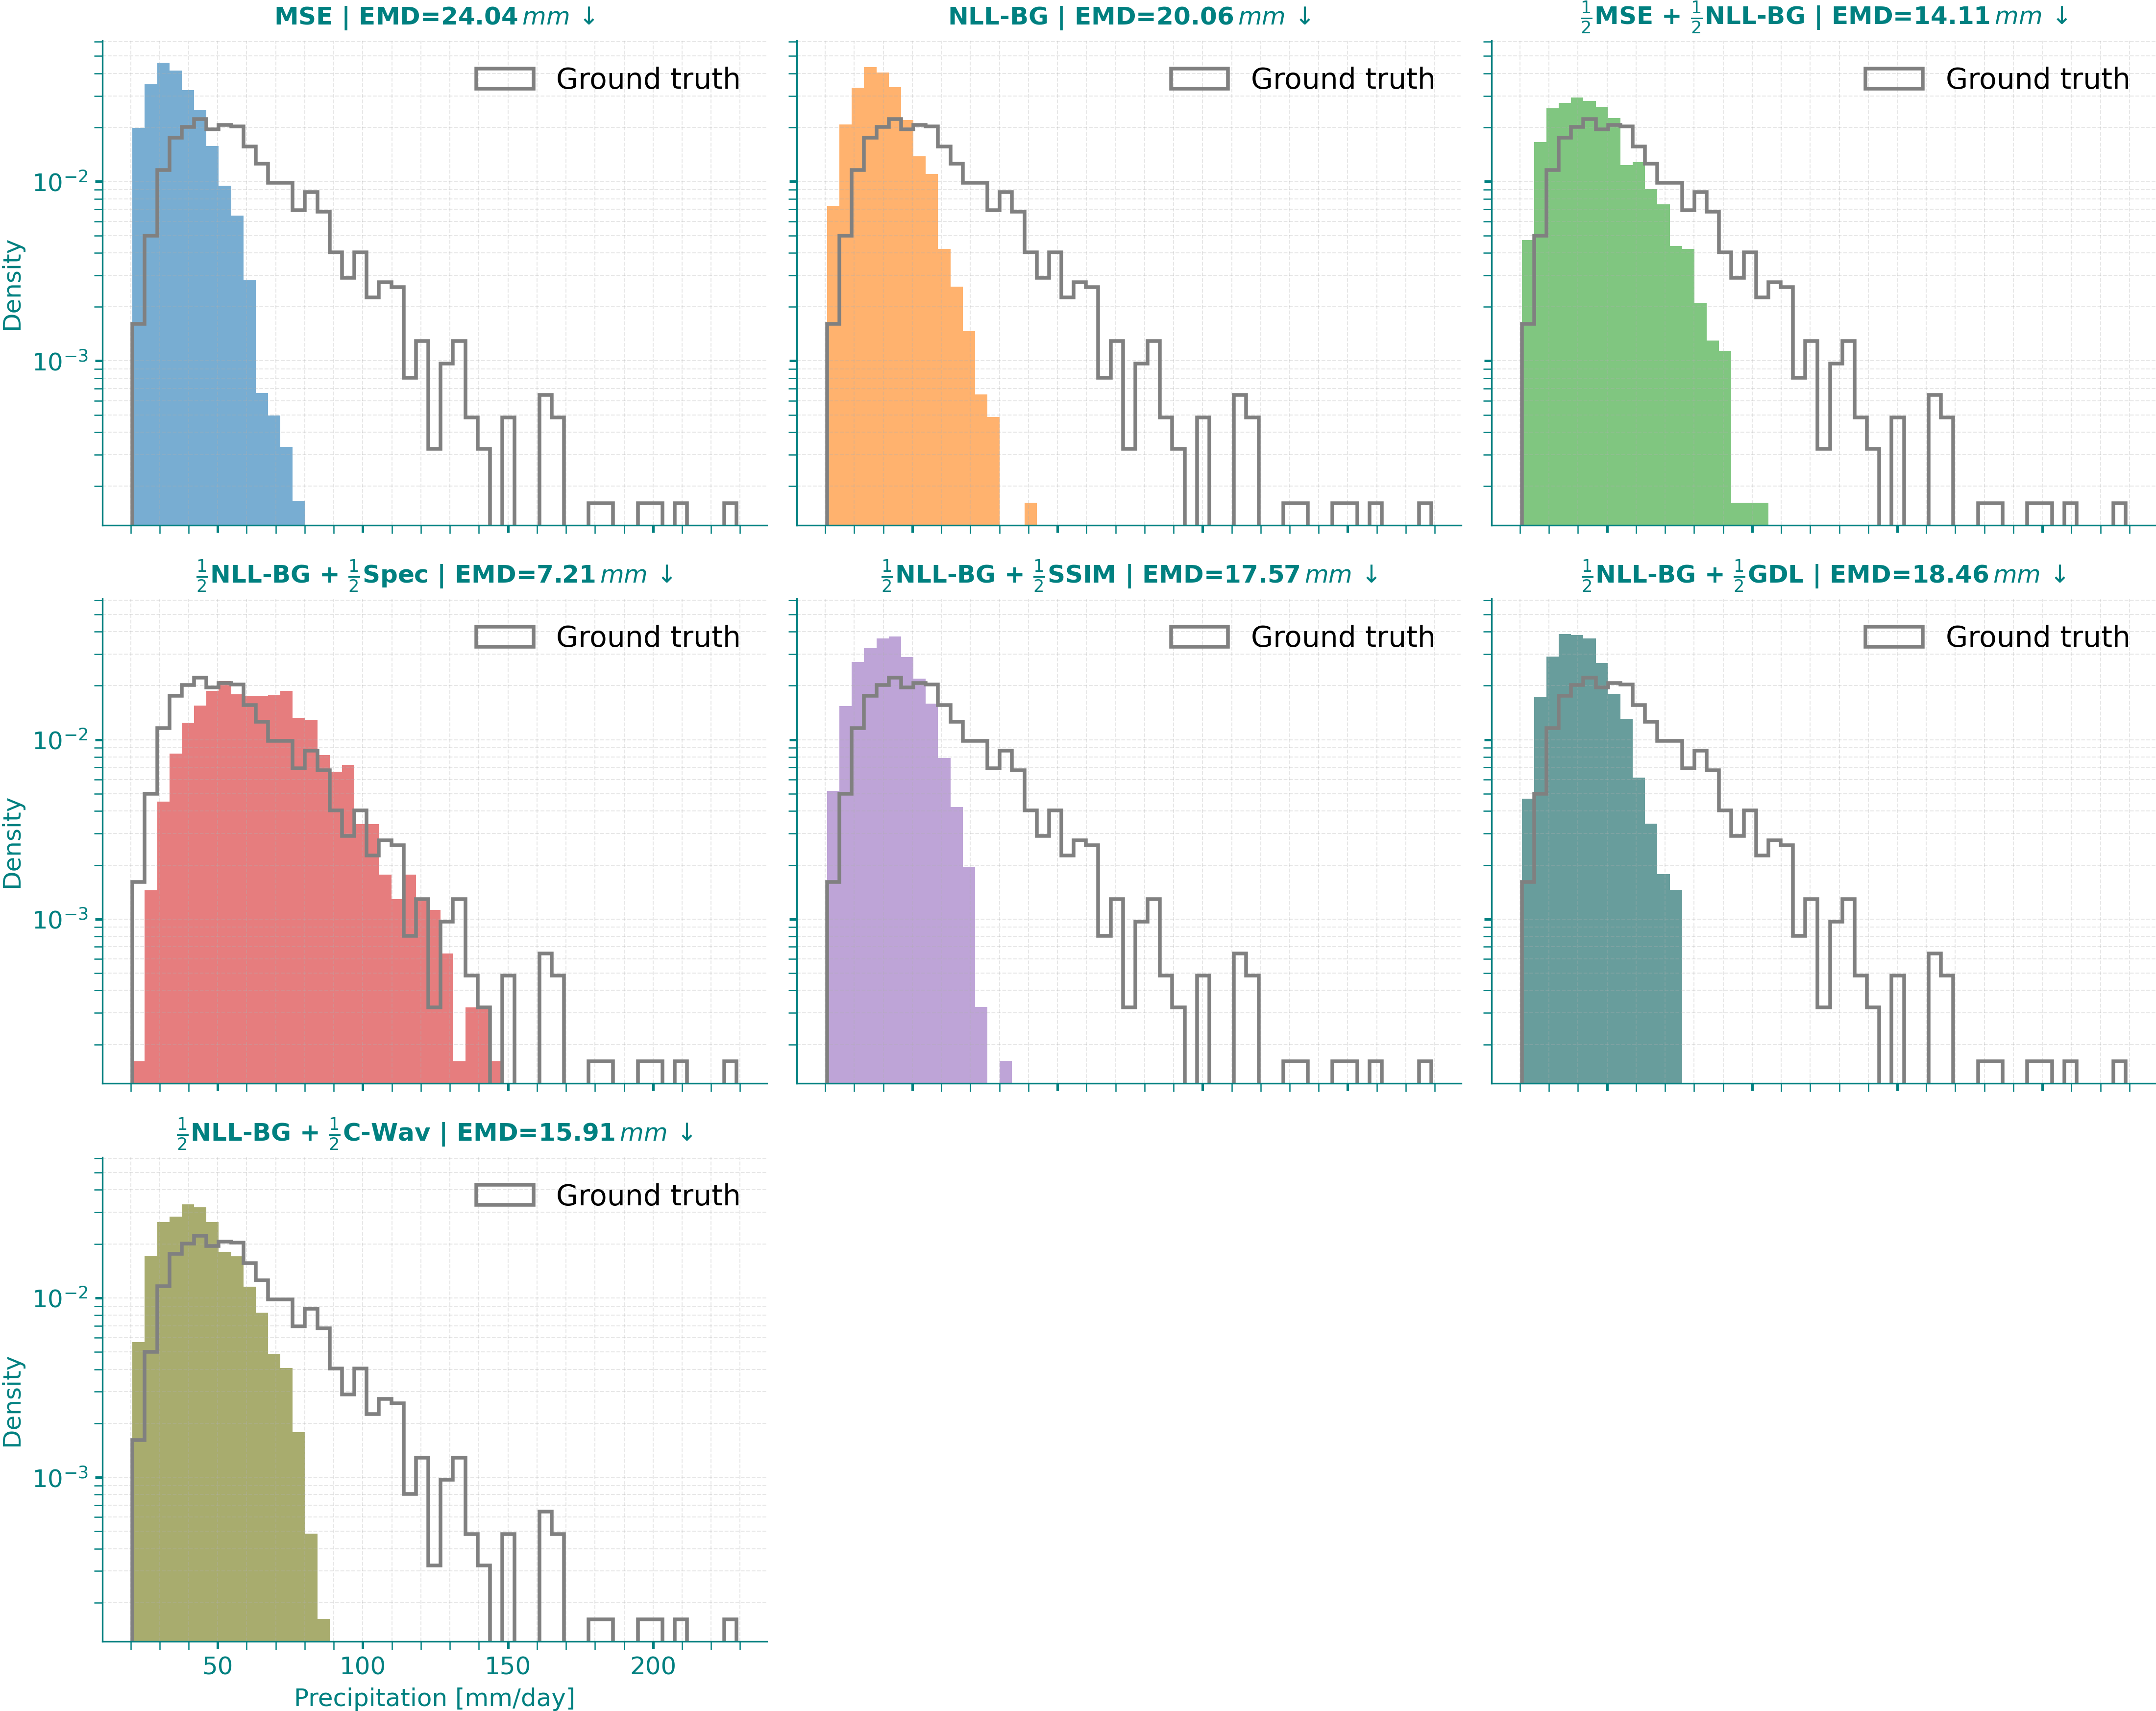 MSE | EMD=24.04 mm ↓
NLL-BG | EMD=20.06 mm ↓
½MSE + ½NLL-BG | EMD=14.11 mm ↓
Ground truth
Ground truth
Ground truth
10⁻²
10⁻³
Density
½NLL-BG + ½Spec | EMD=7.21 mm ↓
½NLL-BG + ½SSIM | EMD=17.57 mm ↓
½NLL-BG + ½GDL | EMD=18.46 mm ↓
Ground truth
Ground truth
Ground truth
10⁻²
10⁻³
Density
½NLL-BG + ½C-Wav | EMD=15.91 mm ↓
Ground truth
10⁻²
10⁻³
Density
50 100 150 200
Precipitation [mm/day]